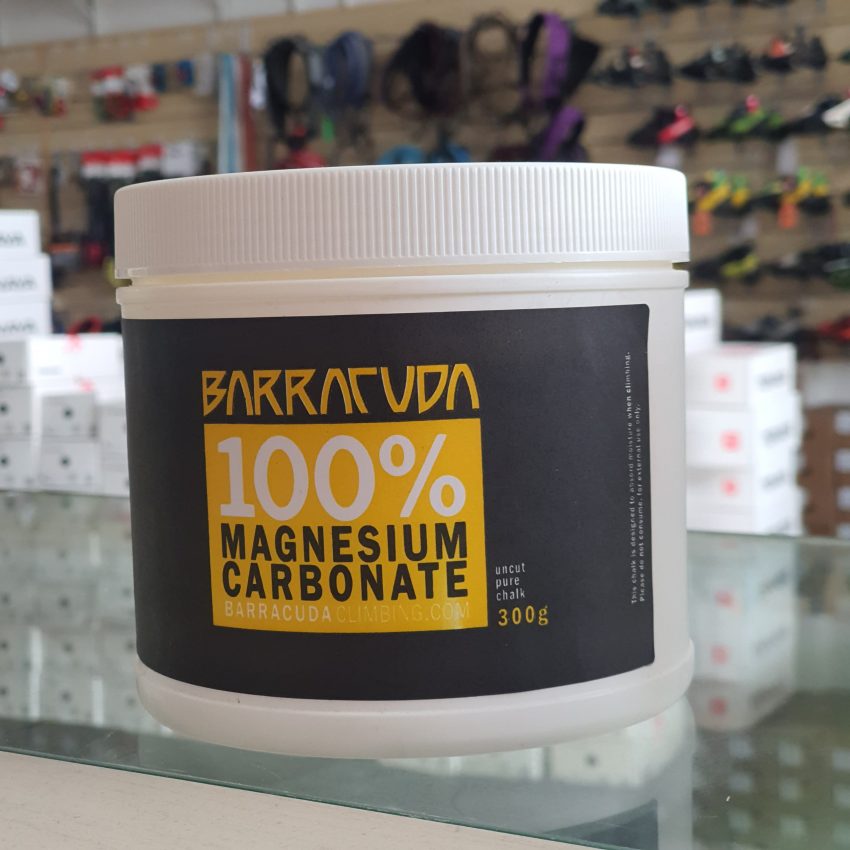 BARRACUDA
100%
MAGNESIUM
CARBONATE
BARRACUDACLIMBING.COM
uncut
pure
chalk
300g
This chalk is designed to absord moisture when climbing.
Please do not consume, for external use only.